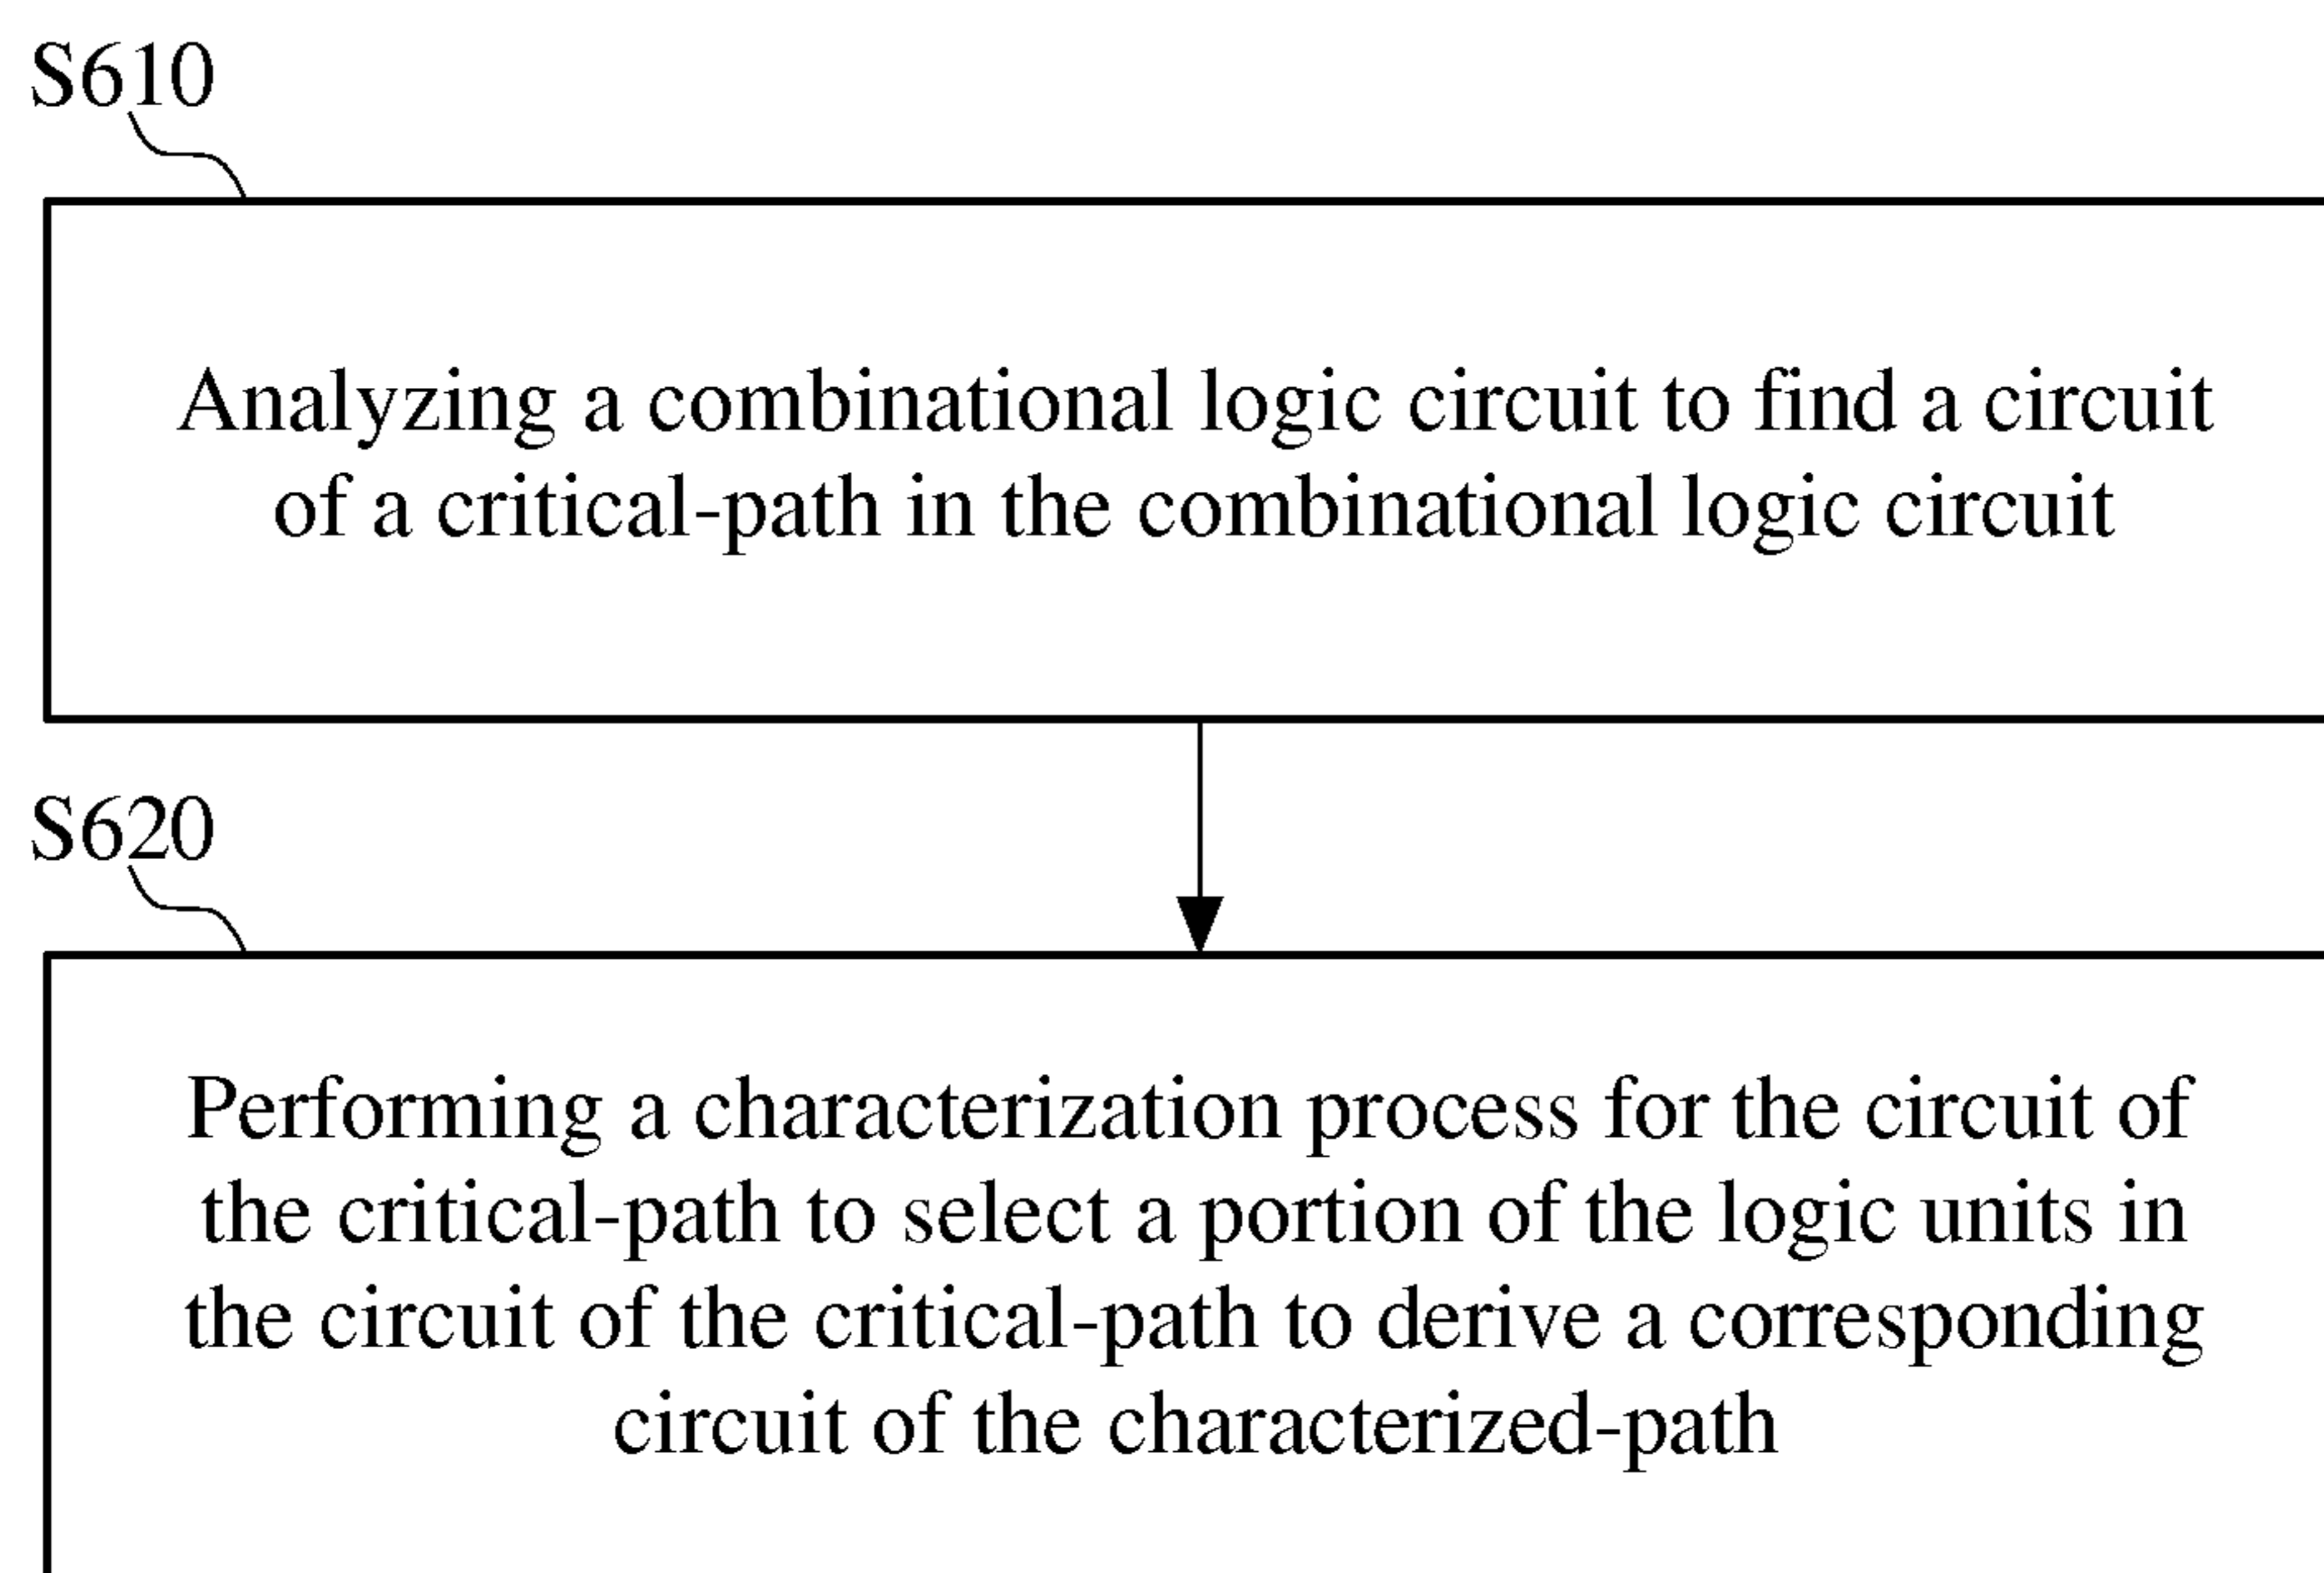 S610
Analyzing a combinational logic circuit to find a circuit
of a critical-path in the combinational logic circuit
S620
Performing a characterization process for the circuit of
the critical-path to select a portion of the logic units in
the circuit of the critical-path to derive a corresponding
circuit of the characterized-path